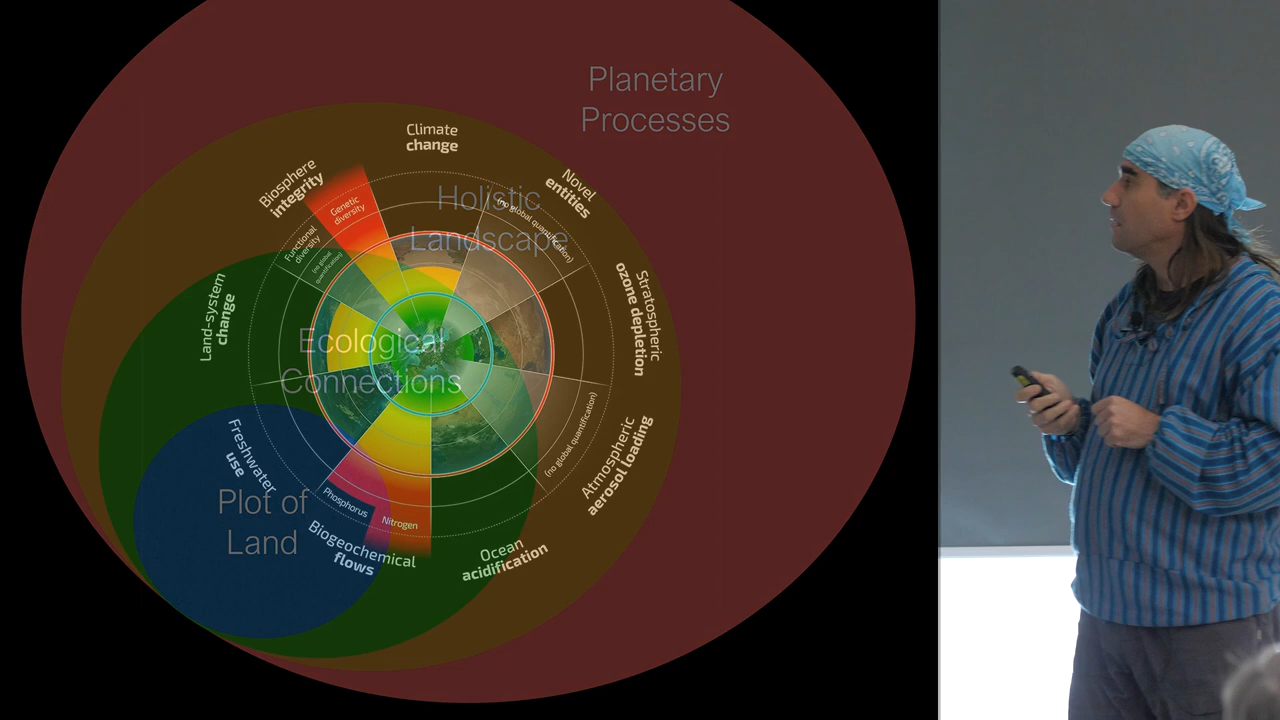 Planetary
Processes
Climate
change
Biosphere
integrity
Genetic
diversity
Holistic
Landscape
Novel
entities
(no global quantification)
Functional
diversity
(no global
quantification)
Land-system
change
Stratospheric
ozone depletion
Ecological
Connections
Freshwater
use
Plot of
Land
Phosphorus
Nitrogen
Biogeochemical
flows
Ocean
acidification
(no global quantification)
Atmospheric
aerosol loading